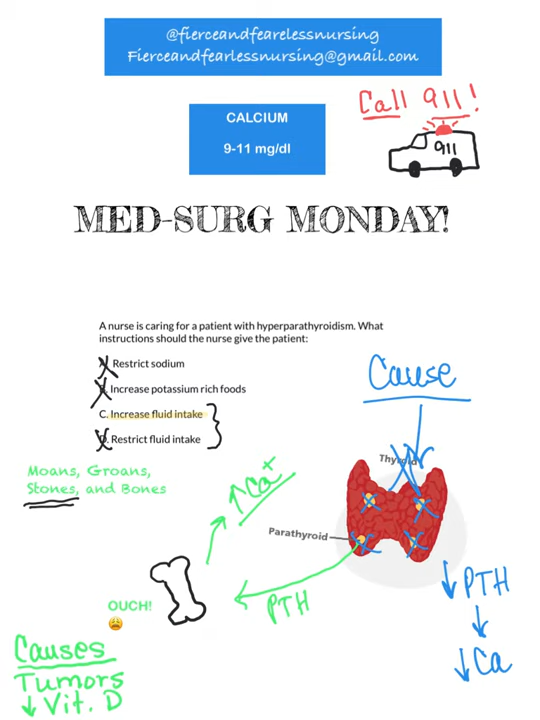 @fierceandfearelessnursing
Fierceandfearlessnursing@gmail.com
Call 911!
911
CALCIUM
9-11 mg/dl
MED-SURG MONDAY!
A nurse is caring for a patient with hyperparathyroidism. What
instructions should the nurse give the patient:
A. Restrict sodium
B. Increase potassium rich foods
C. Increase fluid intake
D. Restrict fluid intake
Cause
Thyroid
Moans, Groans,
Stones, and Bones
↑Ca+
Parathyroid
PTH
OUCH!
↓PTH
↓
↓Ca
Causes
Tumors
↓Vit. D